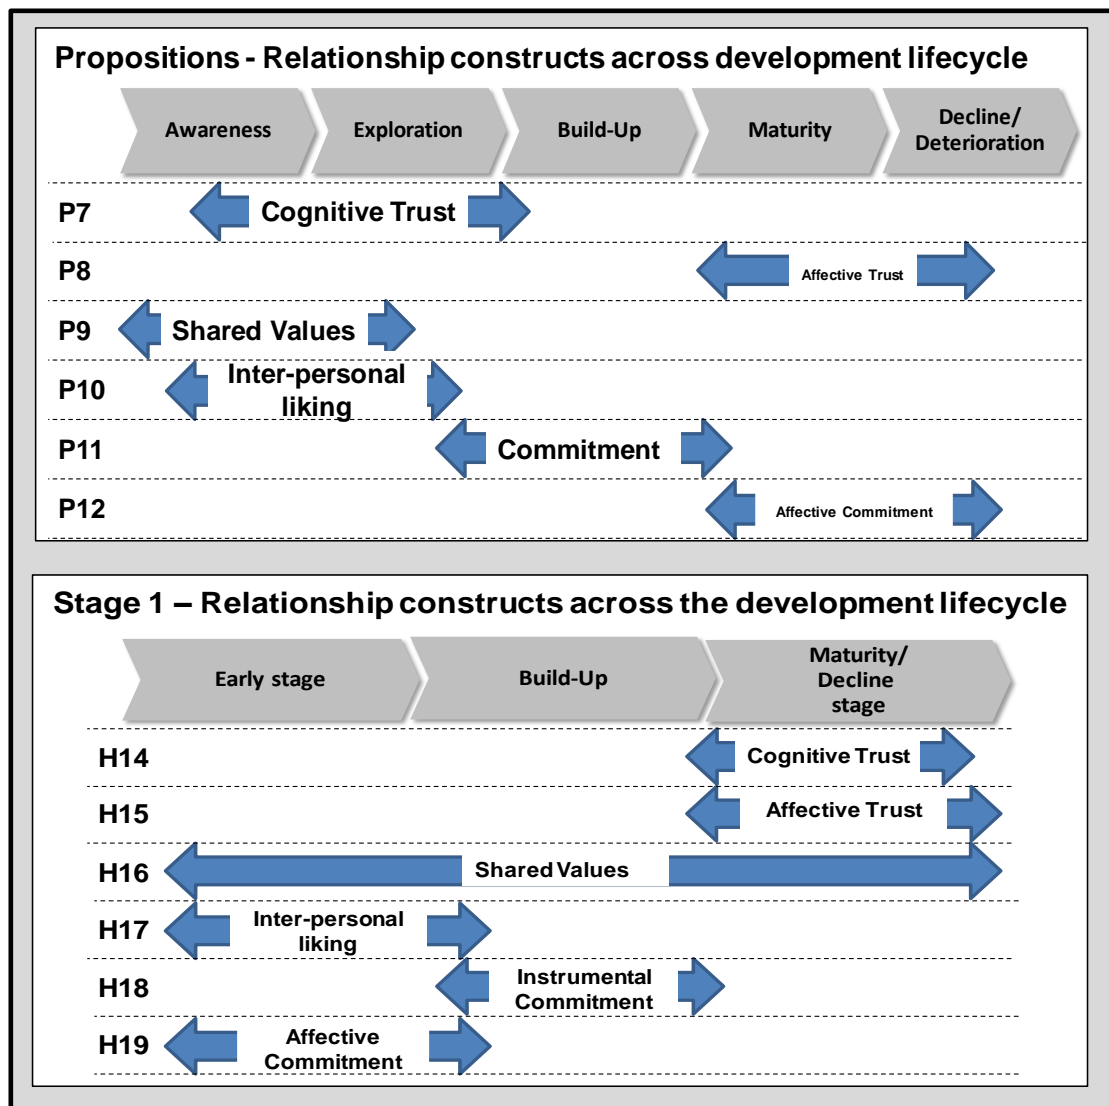 Propositions - Relationship constructs across development lifecycle
Awareness
Exploration
Build-Up
Maturity
Decline/
Deterioration
P7
Cognitive Trust
P8
Affective Trust
P9
Shared Values
P10
Inter-personal
liking
P11
Commitment
P12
Affective Commitment
Stage 1 – Relationship constructs across the development lifecycle
Early stage
Build-Up
Maturity/
Decline
stage
H14
Cognitive Trust
H15
Affective Trust
H16
Shared Values
H17
Inter-personal
liking
H18
Instrumental
Commitment
H19
Affective
Commitment